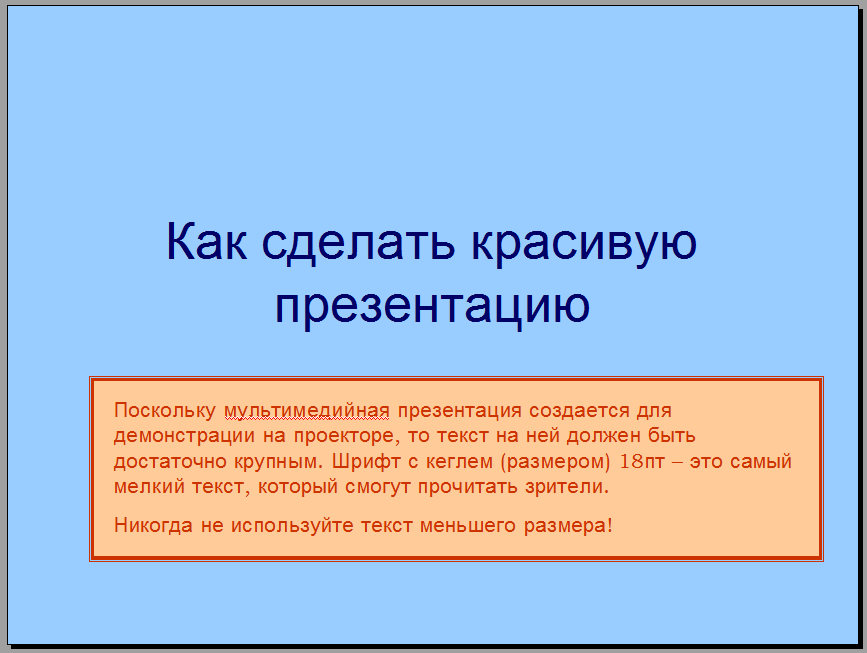 Как сделать красивую
презентацию
Поскольку мультимедийная презентация создается для
демонстрации на проекторе, то текст на ней должен быть
достаточно крупным. Шрифт с кеглем (размером) 18пт – это самый
мелкий текст, который смогут прочитать зрители.
Никогда не используйте текст меньшего размера!